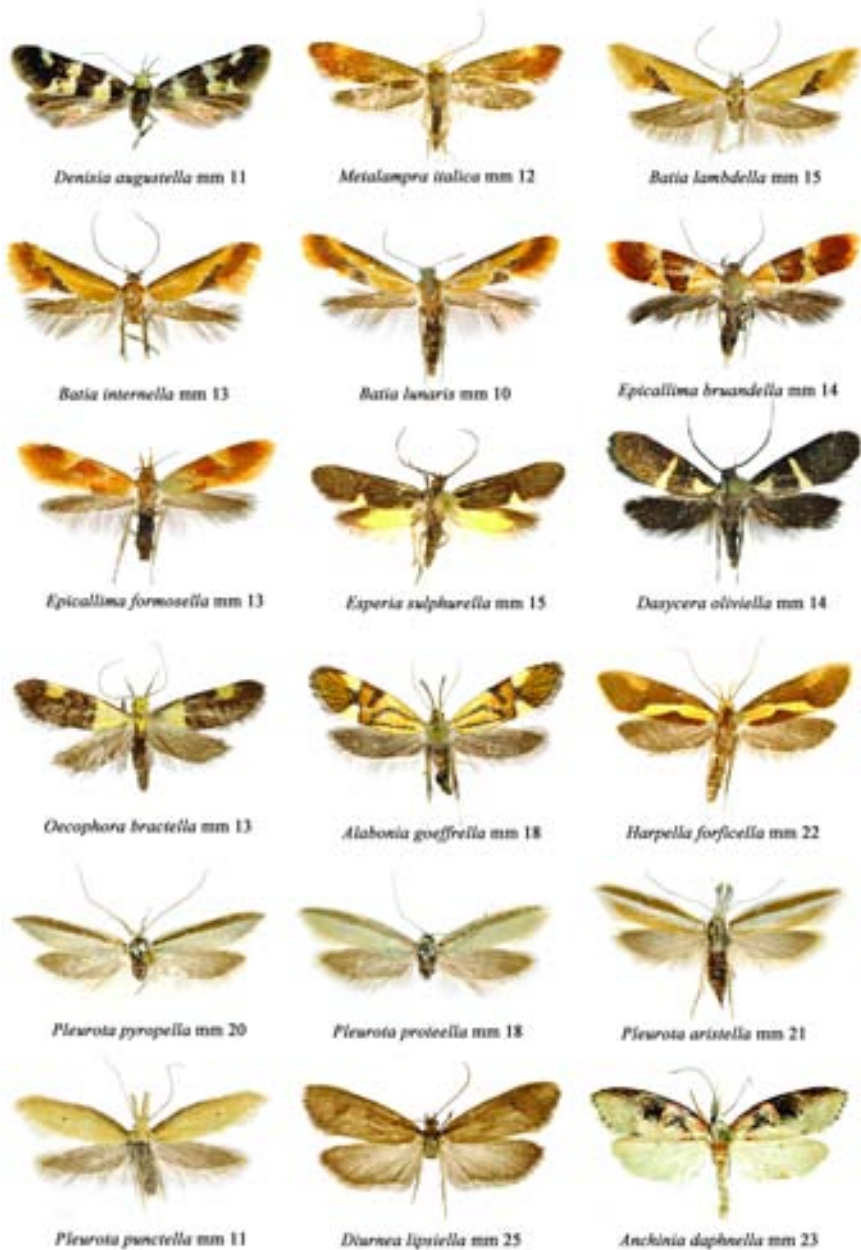 Denisia augustella mm 11
Metalampra italica mm 12
Batia lambdella mm 15
Batia internella mm 13
Batia lunaris mm 10
Epicallima bruandella mm 14
Epicallima formosella mm 13
Esperia sulphurella mm 15
Dasycera oliviella mm 14
Oecophora bractella mm 13
Alabonia goeffrella mm 18
Harpella forficella mm 22
Pleurota pyropella mm 20
Pleurota proteella mm 18
Pleurota aristella mm 21
Pleurota punctella mm 11
Diurnea lipsiella mm 25
Anchinia daphnella mm 23